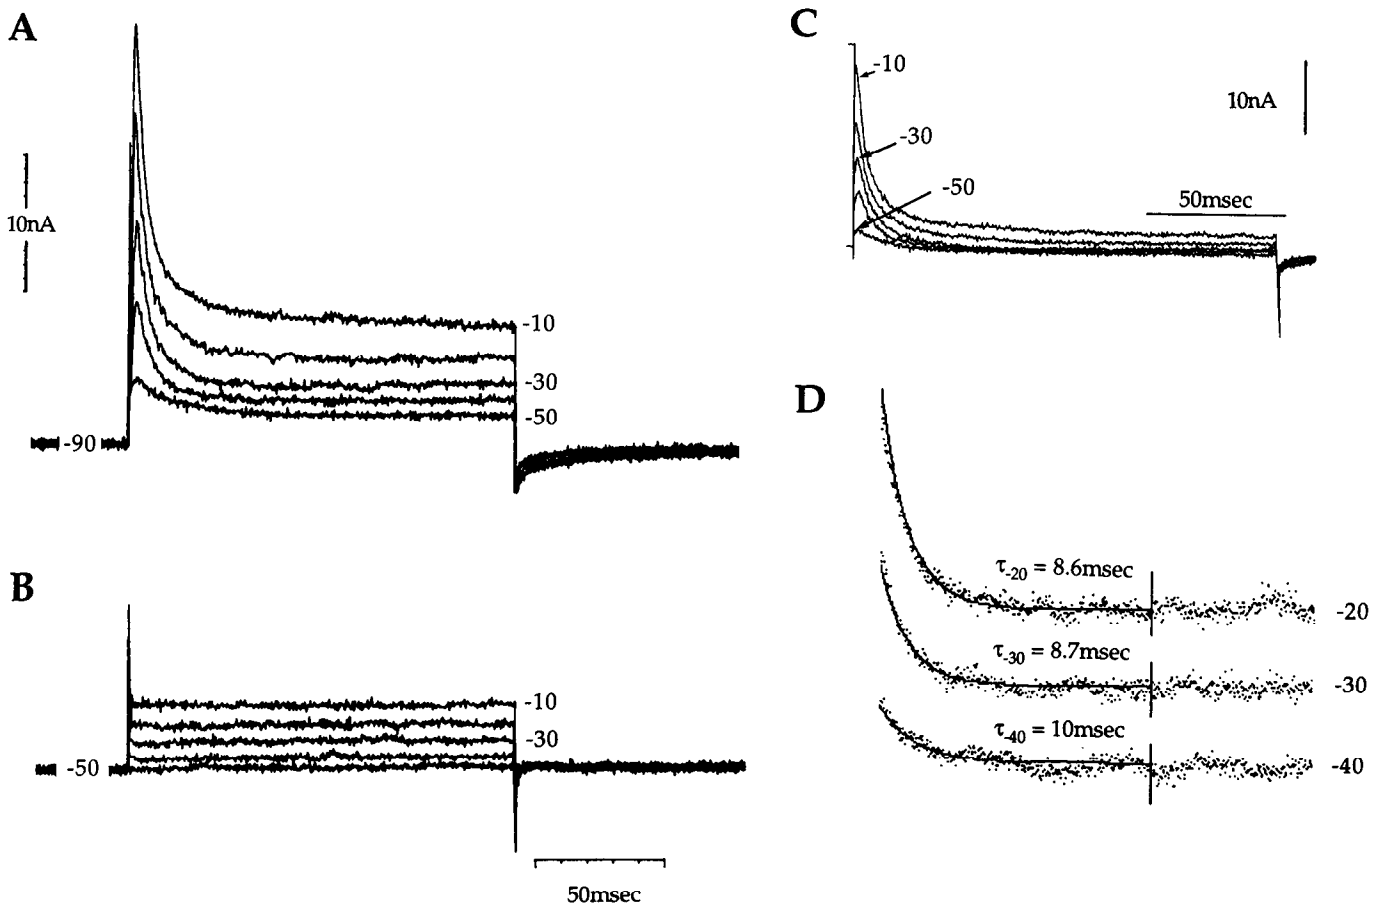 A
10nA
-10
-30
-50
-90
B
-10
-30
-50
50msec
C
-10
-30
-50
10nA
50msec
D
τ-20 = 8.6msec
-20
τ-30 = 8.7msec
-30
τ-40 = 10msec
-40